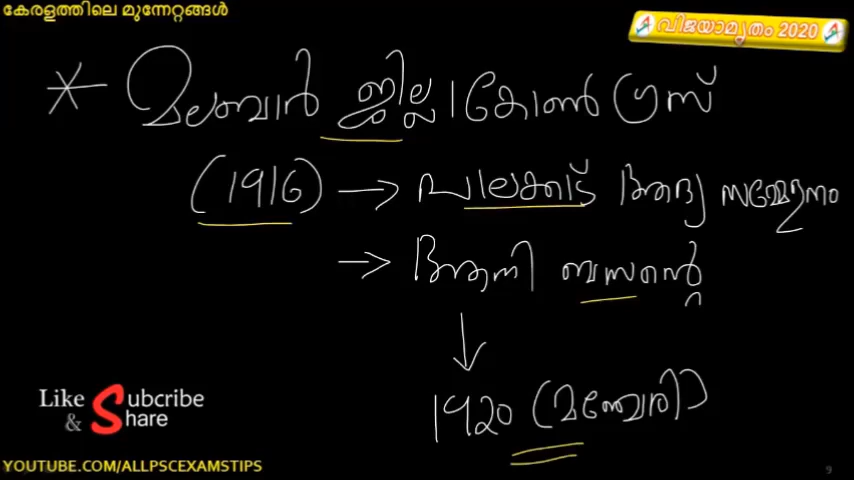 കേരളത്തിലെ മുന്നേറ്റങ്ങൾ
വിജയാമൃതം 2020
* മലബാർ ജില്ലാ കോൺഗ്രസ്
(1916) → പാലക്കാട് ആദ്യ സമ്മേളനം
→ ആനി ബസന്റ്
↓
1920 (മഞ്ചേരി)
Like Subcribe
& Share
YOUTUBE.COM/ALLPSCEXAMSTIPS
9